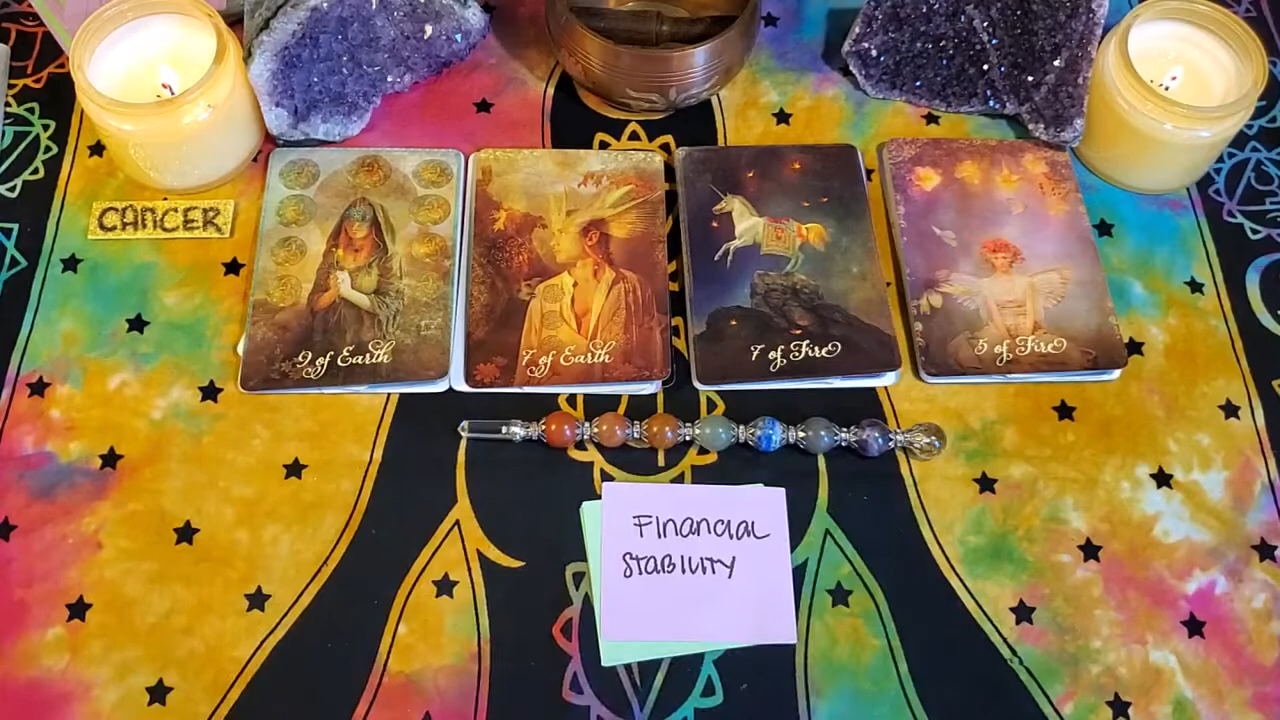 CANCER
9 of Earth
7 of Earth
7 of Fire
5 of Fire
Financial
Stability